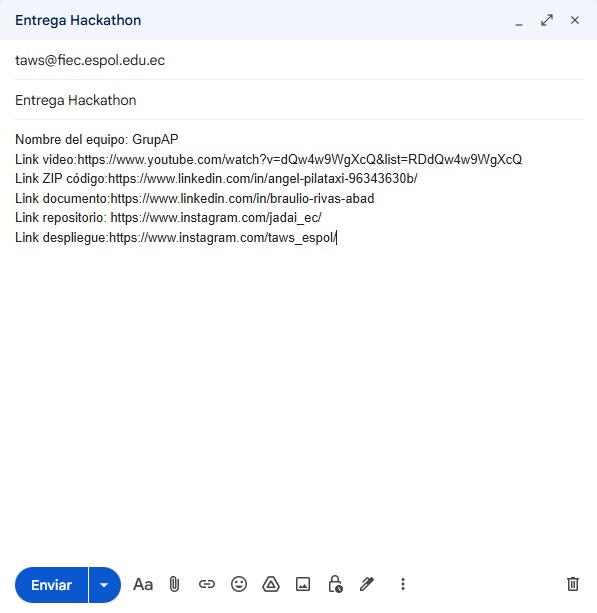 Entrega Hackathon
taws@fiec.espol.edu.ec
Entrega Hackathon
Nombre del equipo: GrupAP
Link video:https://www.youtube.com/watch?v=dQw4w9WgXcQ&list=RDdQw4w9WgXcQ
Link ZIP código:https://www.linkedin.com/in/angel-pilataxi-96343630b/
Link documento:https://www.linkedin.com/in/braulio-rivas-abad
Link repositorio: https://www.instagram.com/jadai_ec/
Link despliegue:https://www.instagram.com/taws_espol/
Enviar
Aa